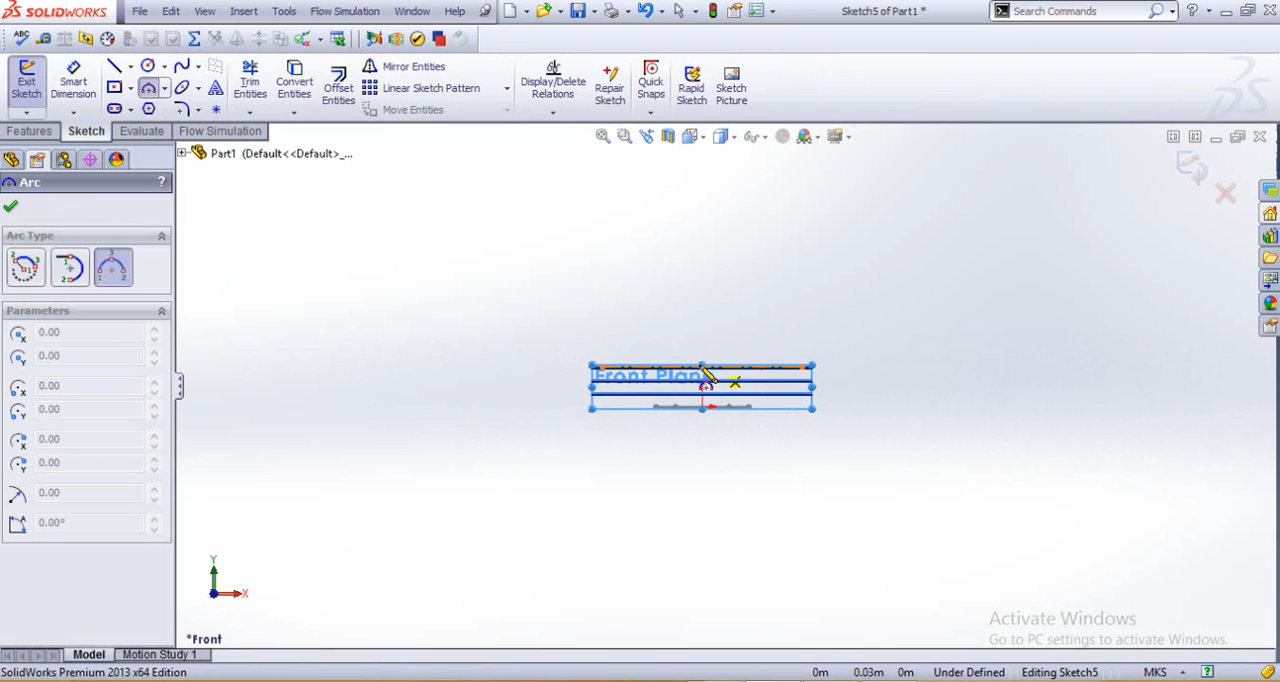 SOLIDWORKS File Edit View Insert Tools Flow Simulation Window Help Sketch5 of Part1 * Search Commands
Exit Sketch Smart Dimension Trim Entities Convert Entities Offset Entities Mirror Entities Linear Sketch Pattern Move Entities Display/Delete Relations Repair Sketch Quick Snaps Rapid Sketch Sketch Picture
Features Sketch Evaluate Flow Simulation
Part1 (Default<<Default>_...
Arc ?
Arc Type
Parameters
0.00
0.00
0.00
0.00
0.00
0.00
0.00
0.00°
Front Plan
Y
X
*Front
Activate Windows
Go to PC settings to activate Windows.
Model Motion Study 1
SolidWorks Premium 2013 x64 Edition 0m 0.03m 0m Under Defined Editing Sketch5 MKS